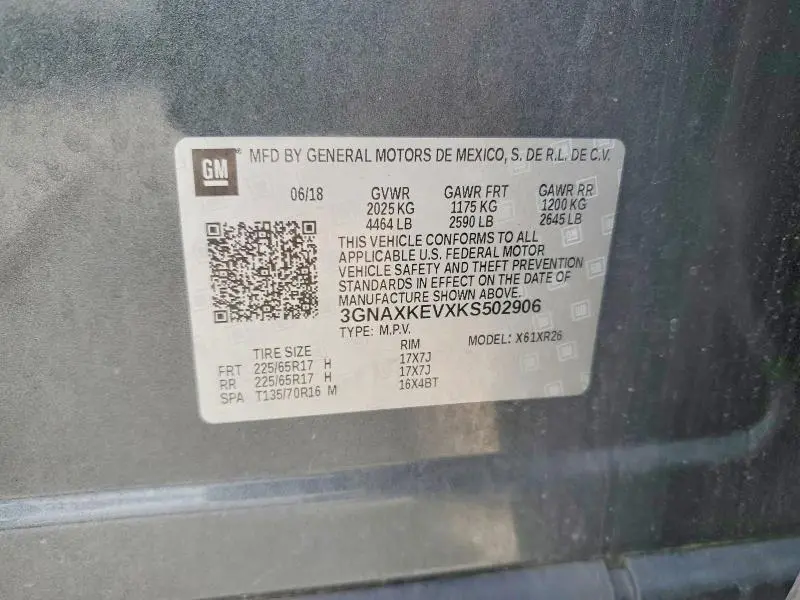 GM
MFD BY GENERAL MOTORS DE MEXICO, S. DE R.L. DE C.V.
06/18 GVWR GAWR FRT GAWR RR
2025 KG 1175 KG 1200 KG
4464 LB 2590 LB 2645 LB
THIS VEHICLE CONFORMS TO ALL
APPLICABLE U.S. FEDERAL MOTOR
VEHICLE SAFETY AND THEFT PREVENTION
STANDARDS IN EFFECT ON THE DATE OF
MANUFACTURE SHOWN ABOVE.
3GNAXKEVXKS502906
TYPE: M.P.V. MODEL: X61XR26
TIRE SIZE RIM
FRT 225/65R17 H 17X7J
RR 225/65R17 H 17X7J
SPA T135/70R16 M 16X4BT